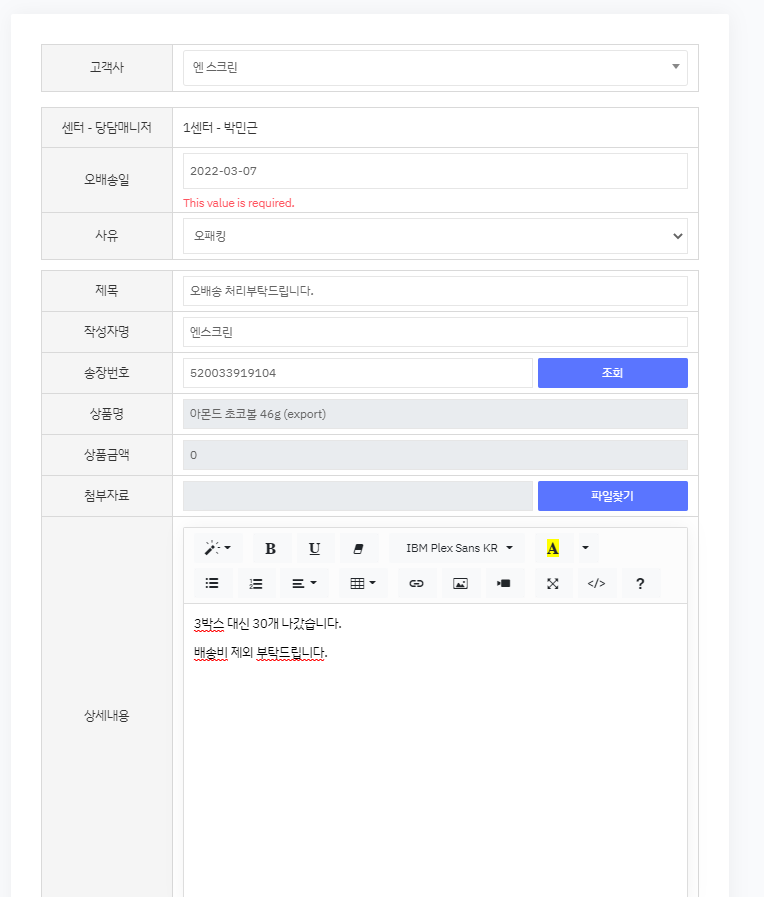 고객사
엔 스크린
센터 - 당담매니저
1센터 - 박민근
오배송일
2022-03-07
This value is required.
사유
오패킹
제목
오배송 처리부탁드립니다.
작성자명
엔스크린
송장번호
520033919104
조회
상품명
아몬드 초코볼 46g (export)
상품금액
0
첨부자료
파일찾기
B U IBM Plex Sans KR A
</> ?
상세내용
3박스 대신 30개 나갔습니다.
배송비 제외 부탁드립니다.